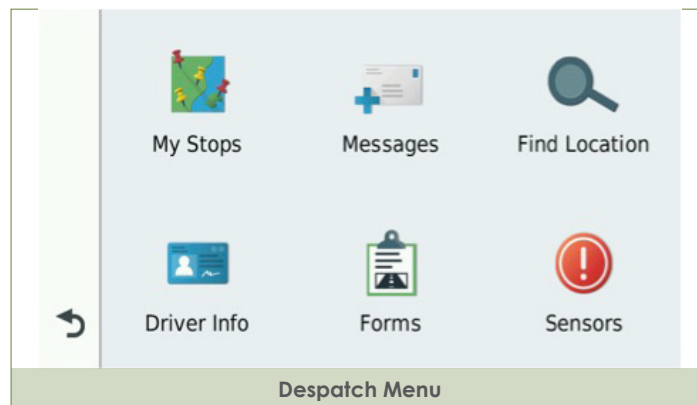 My Stops
Messages
Find Location
Driver Info
Forms
Sensors
Despatch Menu